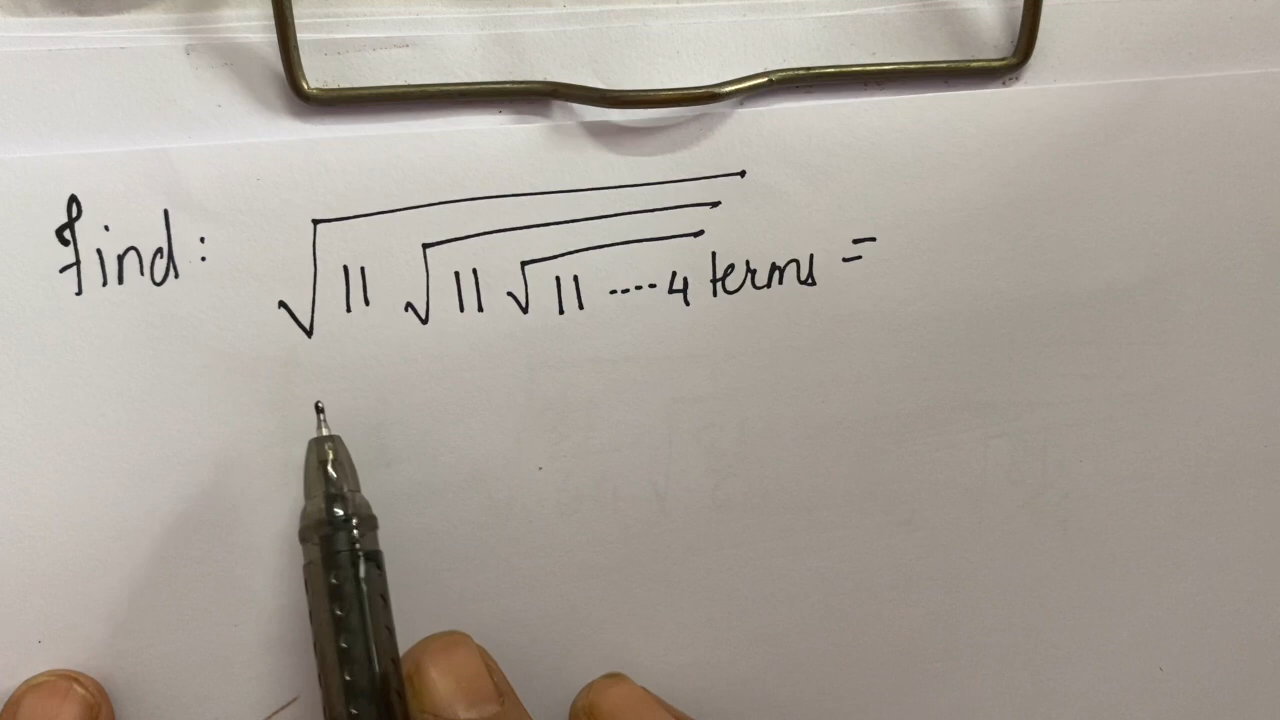 Find: √11√11√11 ....4 terms =